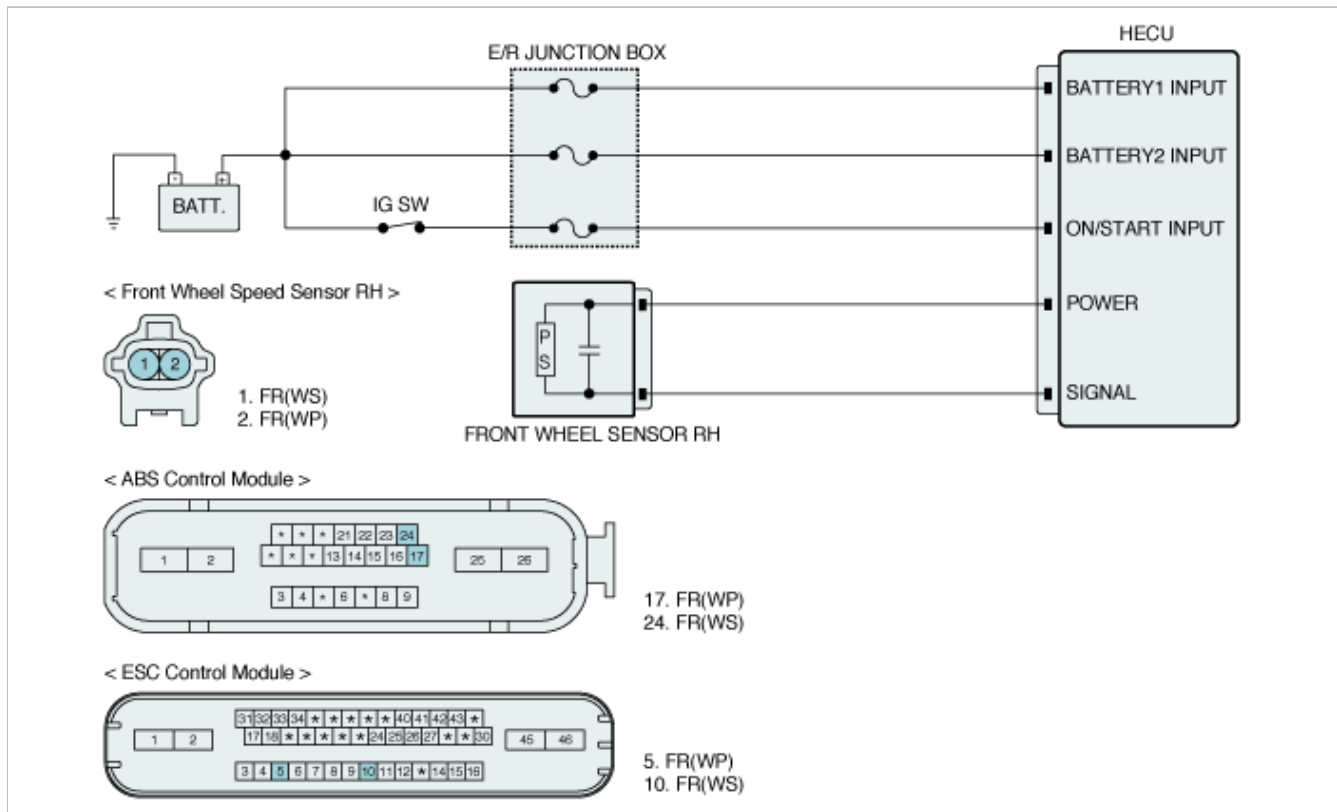 HECU
E/R JUNCTION BOX
BATTERY1 INPUT
BATTERY2 INPUT
- +
BATT.
IG SW
ON/START INPUT
< Front Wheel Speed Sensor RH >
POWER
P
S
1 2
1. FR(WS)
2. FR(WP)
SIGNAL
FRONT WHEEL SENSOR RH
< ABS Control Module >
* * * 21 22 23 24
1 2 * * * 13 14 15 16 17 25 26
3 4 * 6 * 8 9
17. FR(WP)
24. FR(WS)
< ESC Control Module >
31 32 33 34 * * * * * 40 41 42 43 *
1 2 17 18 * * * * * 24 25 26 27 * * 30 45 46
3 4 5 6 7 8 9 10 11 12 * 14 15 16
5. FR(WP)
10. FR(WS)